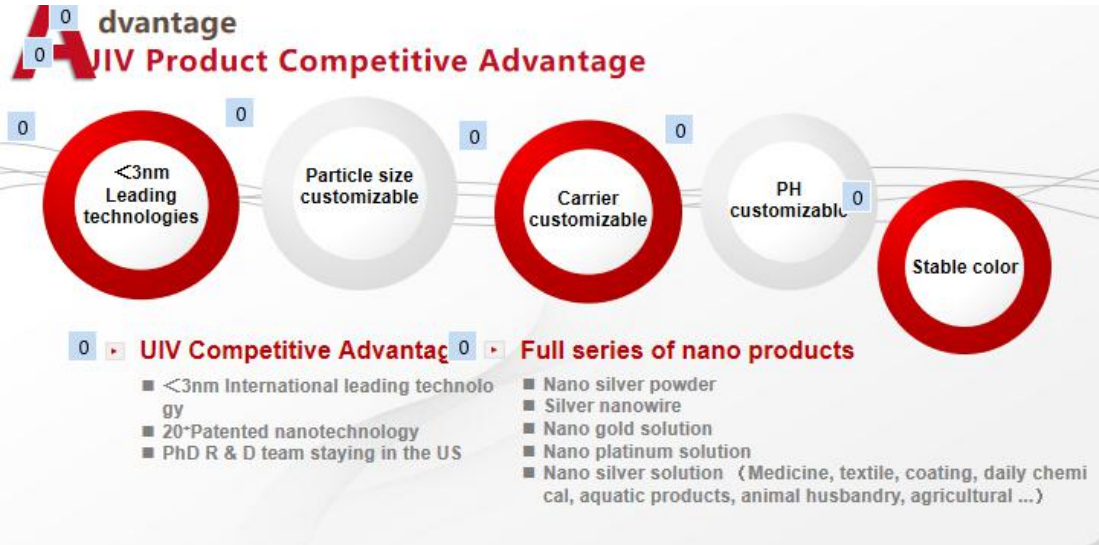 0 Advantage
0 UIV Product Competitive Advantage
0
0
0
0
<3nm
Leading
technologies
Particle size
customizable
Carrier
customizable
PH
customizable
0
Stable color
0 UIV Competitive Advantag
<3nm International leading technolo
gy
20+Patented nanotechnology
PhD R & D team staying in the US
0 Full series of nano products
Nano silver powder
Silver nanowire
Nano gold solution
Nano platinum solution
Nano silver solution (Medicine, textile, coating, daily chemi
cal, aquatic products, animal husbandry, agricultural ...)